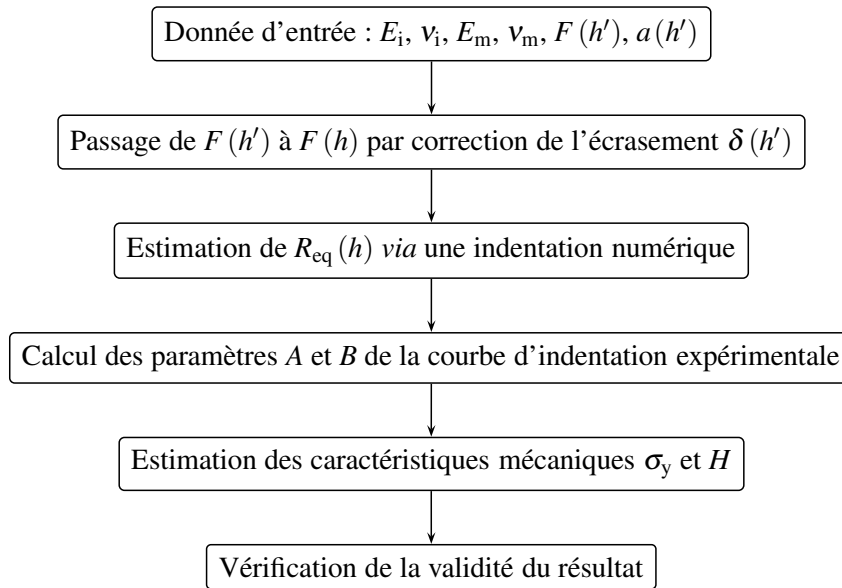 Donnée d'entrée : E_i, ν_i, E_m, ν_m, F (h′), a (h′)
Passage de F (h′) à F (h) par correction de l'écrasement δ (h′)
Estimation de R_eq (h) via une indentation numérique
Calcul des paramètres A et B de la courbe d'indentation expérimentale
Estimation des caractéristiques mécaniques σ_y et H
Vérification de la validité du résultat